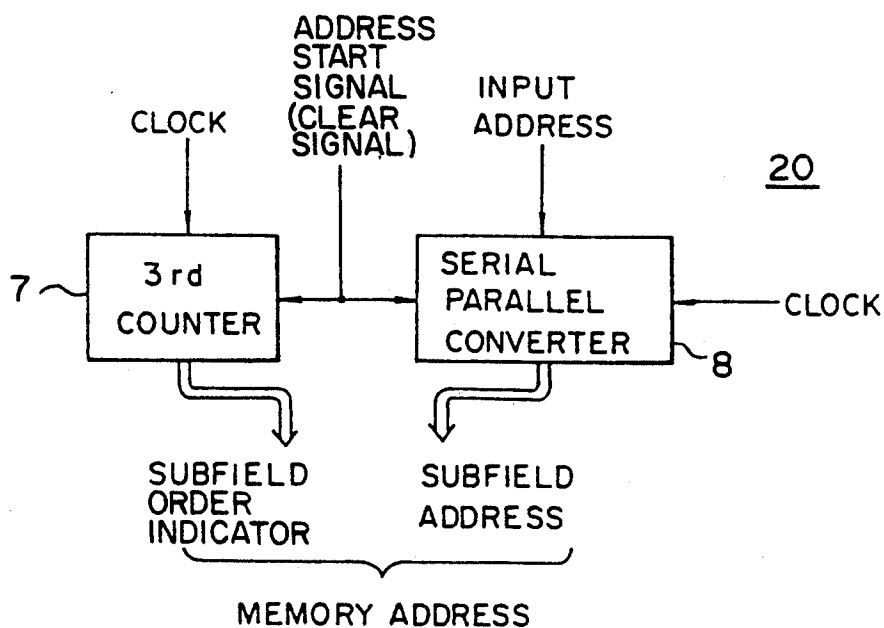 ADDRESS
START
SIGNAL
(CLEAR
SIGNAL)
INPUT
ADDRESS
CLOCK
20
7
3rd
COUNTER
SERIAL
PARALLEL
CONVERTER
CLOCK
8
SUBFIELD
ORDER
INDICATOR
SUBFIELD
ADDRESS
MEMORY ADDRESS